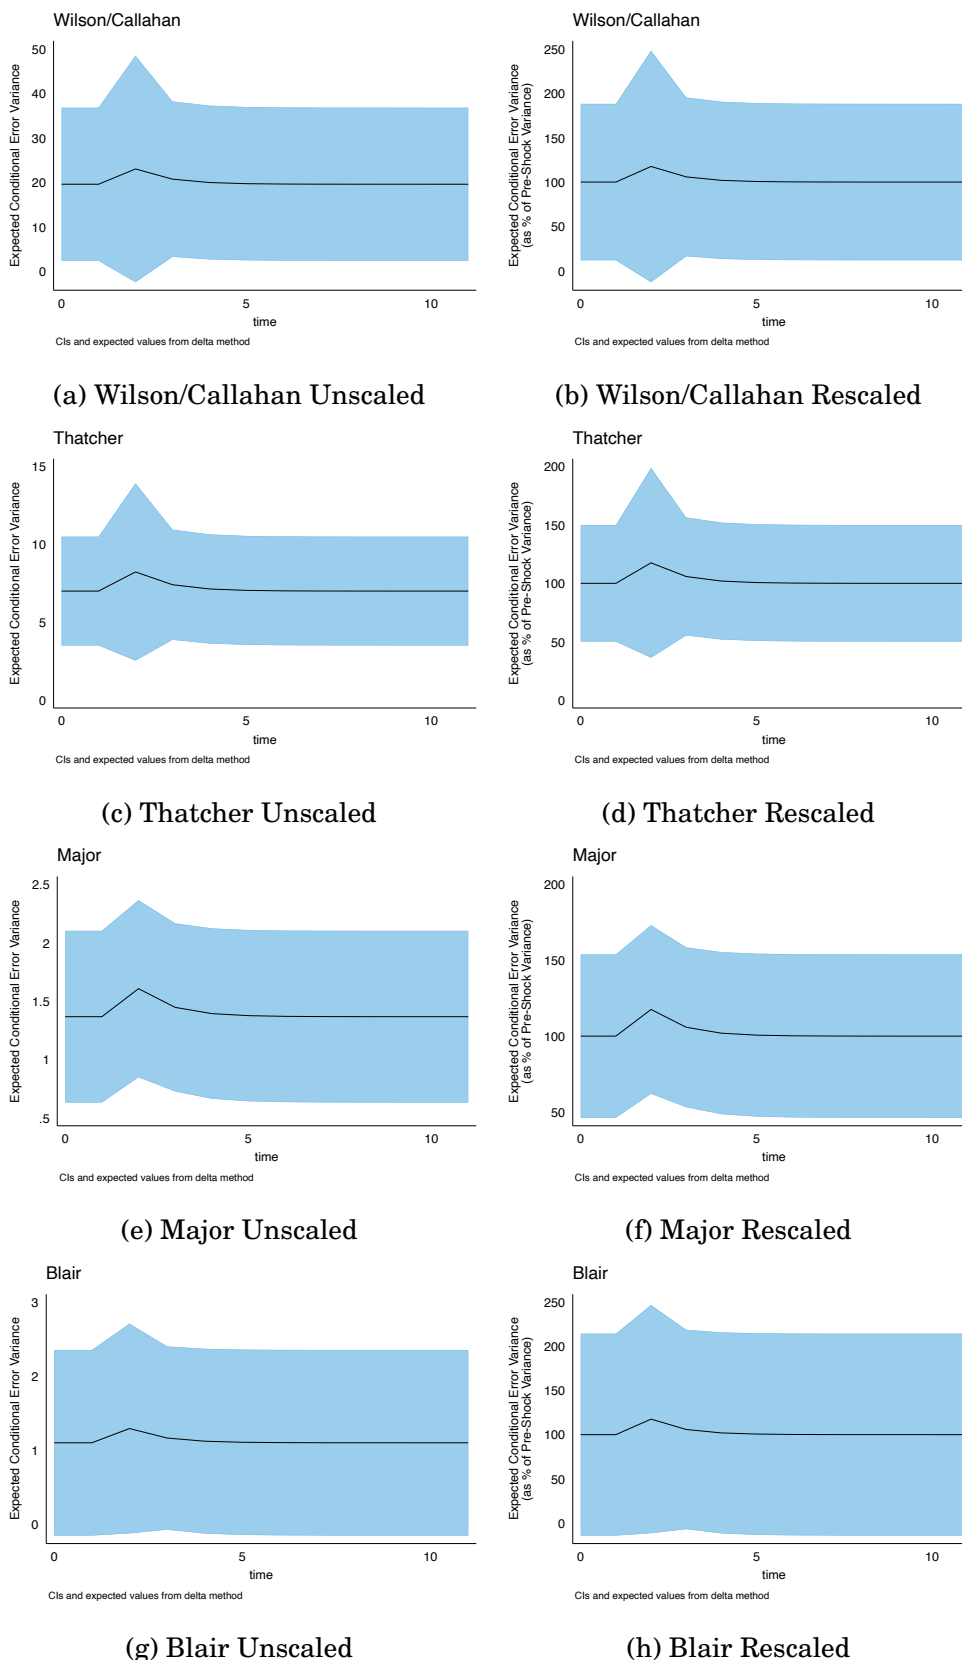 Wilson/Callahan
Expected Conditional Error Variance
50
40
30
20
10
0
0 5 10
time
CIs and expected values from delta method
(a) Wilson/Callahan Unscaled
Wilson/Callahan
Expected Conditional Error Variance
(as % of Pre-Shock Variance)
250
200
150
100
50
0
0 5 10
time
CIs and expected values from delta method
(b) Wilson/Callahan Rescaled
Thatcher
Expected Conditional Error Variance
15
10
5
0
0 5 10
time
CIs and expected values from delta method
(c) Thatcher Unscaled
Thatcher
Expected Conditional Error Variance
(as % of Pre-Shock Variance)
200
150
100
50
0
0 5 10
time
CIs and expected values from delta method
(d) Thatcher Rescaled
Major
Expected Conditional Error Variance
2.5
2
1.5
1
.5
0 5 10
time
CIs and expected values from delta method
(e) Major Unscaled
Major
Expected Conditional Error Variance
(as % of Pre-Shock Variance)
200
150
100
50
0 5 10
time
CIs and expected values from delta method
(f) Major Rescaled
Blair
Expected Conditional Error Variance
3
2
1
0
0 5 10
time
CIs and expected values from delta method
(g) Blair Unscaled
Blair
Expected Conditional Error Variance
(as % of Pre-Shock Variance)
250
200
150
100
50
0
0 5 10
time
CIs and expected values from delta method
(h) Blair Rescaled